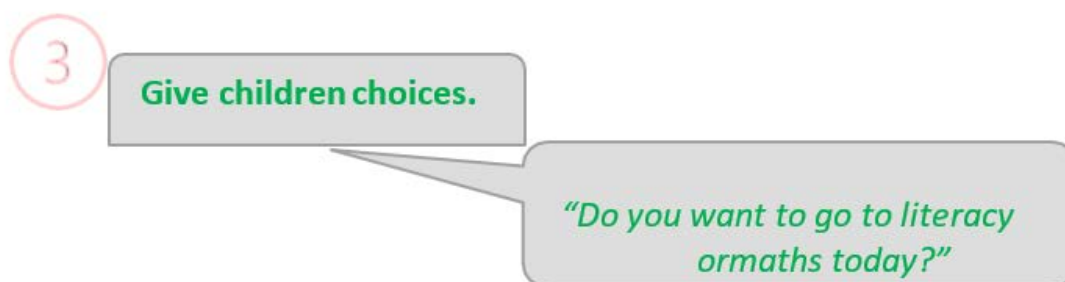 3
Give children choices.
“Do you want to go to literacy
ormaths today?”